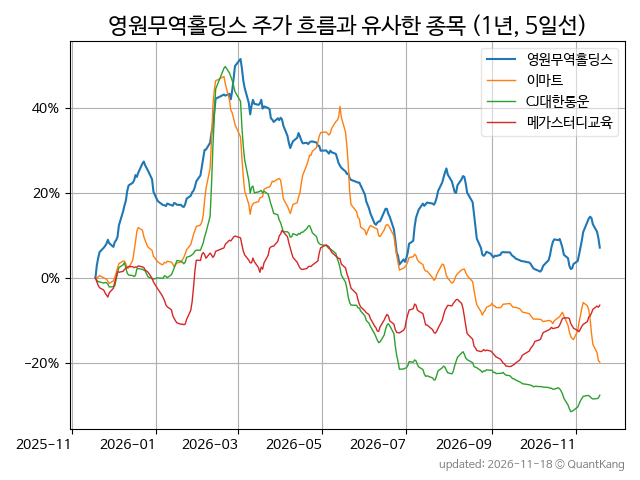 영원무역홀딩스 주가 흐름과 유사한 종목 (1년, 5일선)
영원무역홀딩스
이마트
CJ대한통운
메가스터디교육
40%
20%
0%
−20%
2025-11
2026-01
2026-03
2026-05
2026-07
2026-09
2026-11
updated: 2026-11-18 ⓒ QuantKang